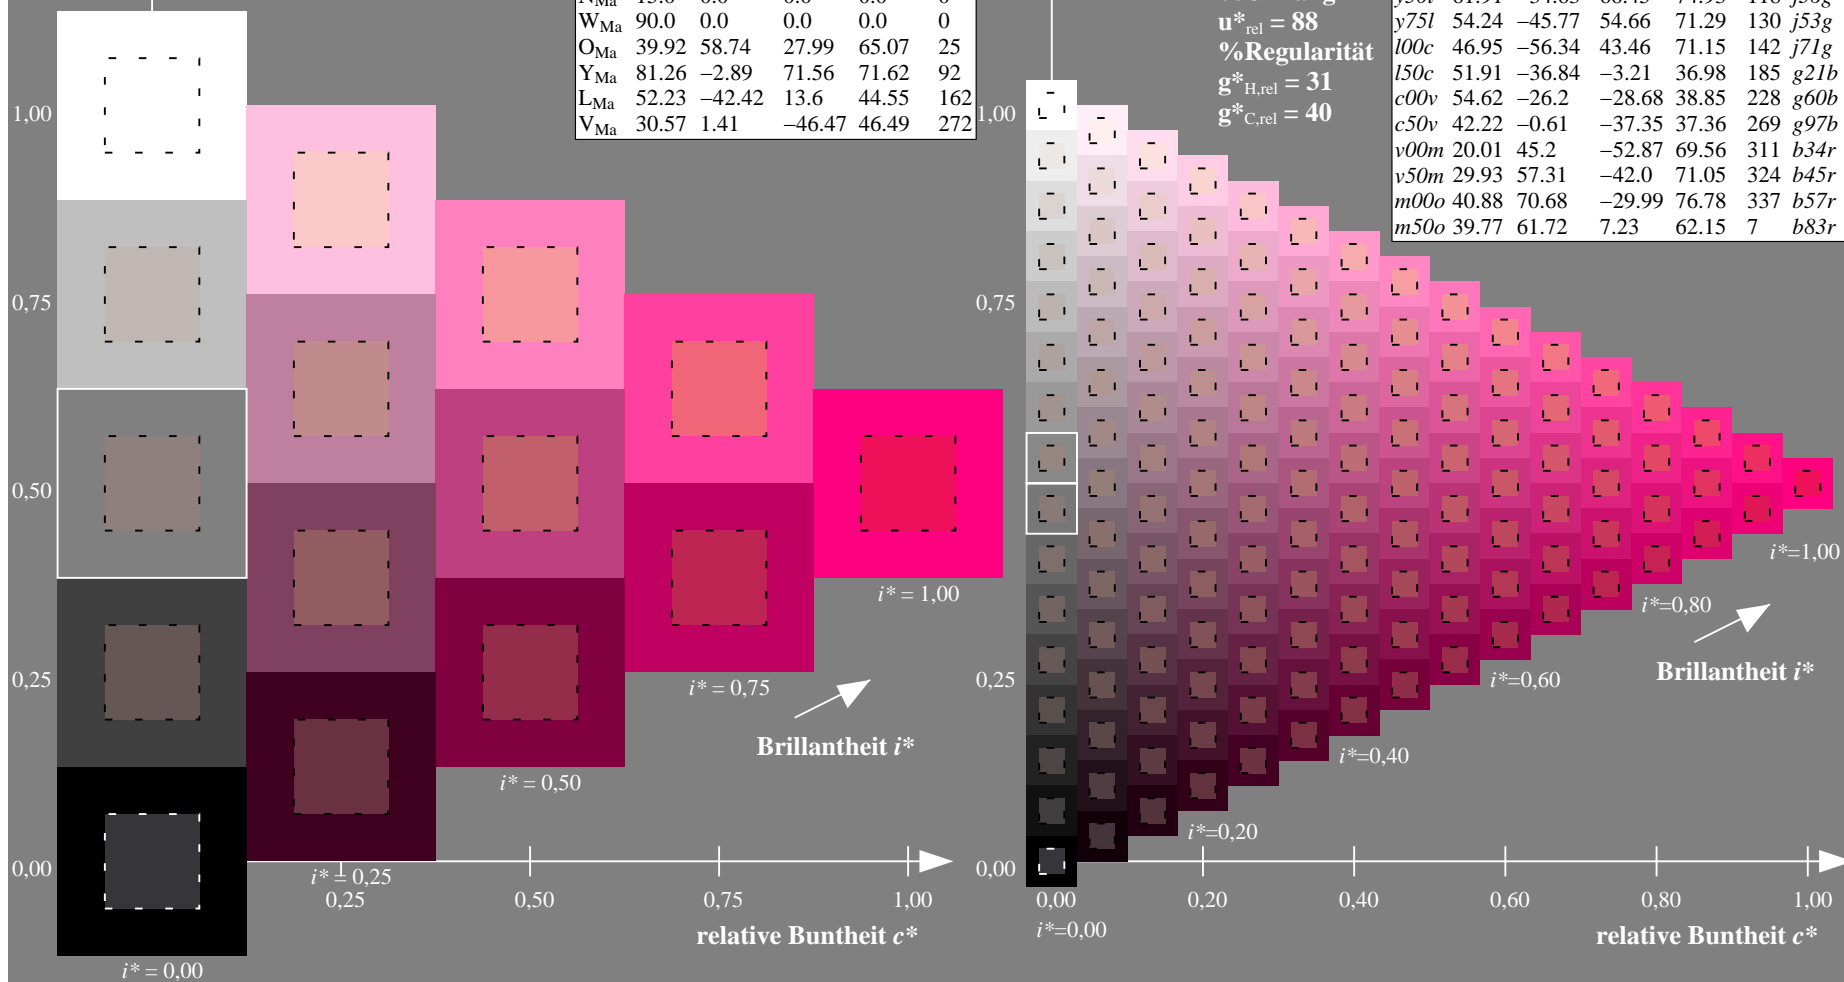 W_Ma 90.0 0.0 0.0 0.0 0
O_Ma 39.92 58.74 27.99 65.07 25
Y_Ma 81.26 −2.89 71.56 71.62 92
L_Ma 52.23 −42.42 13.6 44.55 162
V_Ma 30.57 1.41 −46.47 46.49 272
u*_rel = 88
%Regularität
g*_H,rel = 31
g*_C,rel = 40
y75l 54.24 −45.77 54.66 71.29 130 j53g
l00c 46.95 −56.34 43.46 71.15 142 j71g
l50c 51.91 −36.84 −3.21 36.98 185 g21b
c00v 54.62 −26.2 −28.68 38.85 228 g60b
c50v 42.22 −0.61 −37.35 37.36 269 g97b
v00m 20.01 45.2 −52.87 69.56 311 b34r
v50m 29.93 57.31 −42.0 71.05 324 b45r
m00o 40.88 70.68 −29.99 76.78 337 b57r
m50o 39.77 61.72 7.23 62.15 7 b83r
1,00
0,75
0,50
0,25
0,00
i* = 1,00
i* = 0,75
Brillantheit i*
i* = 0,50
i* = 0,25
0,25 0,50 0,75 1,00
relative Buntheit c*
i* = 0,00
1,00
0,75
0,50
0,25
0,00
i*=1,00
i*=0,80
Brillantheit i*
i*=0,60
i*=0,40
i*=0,20
0,00 0,20 0,40 0,60 0,80 1,00
i*=0,00
relative Buntheit c*